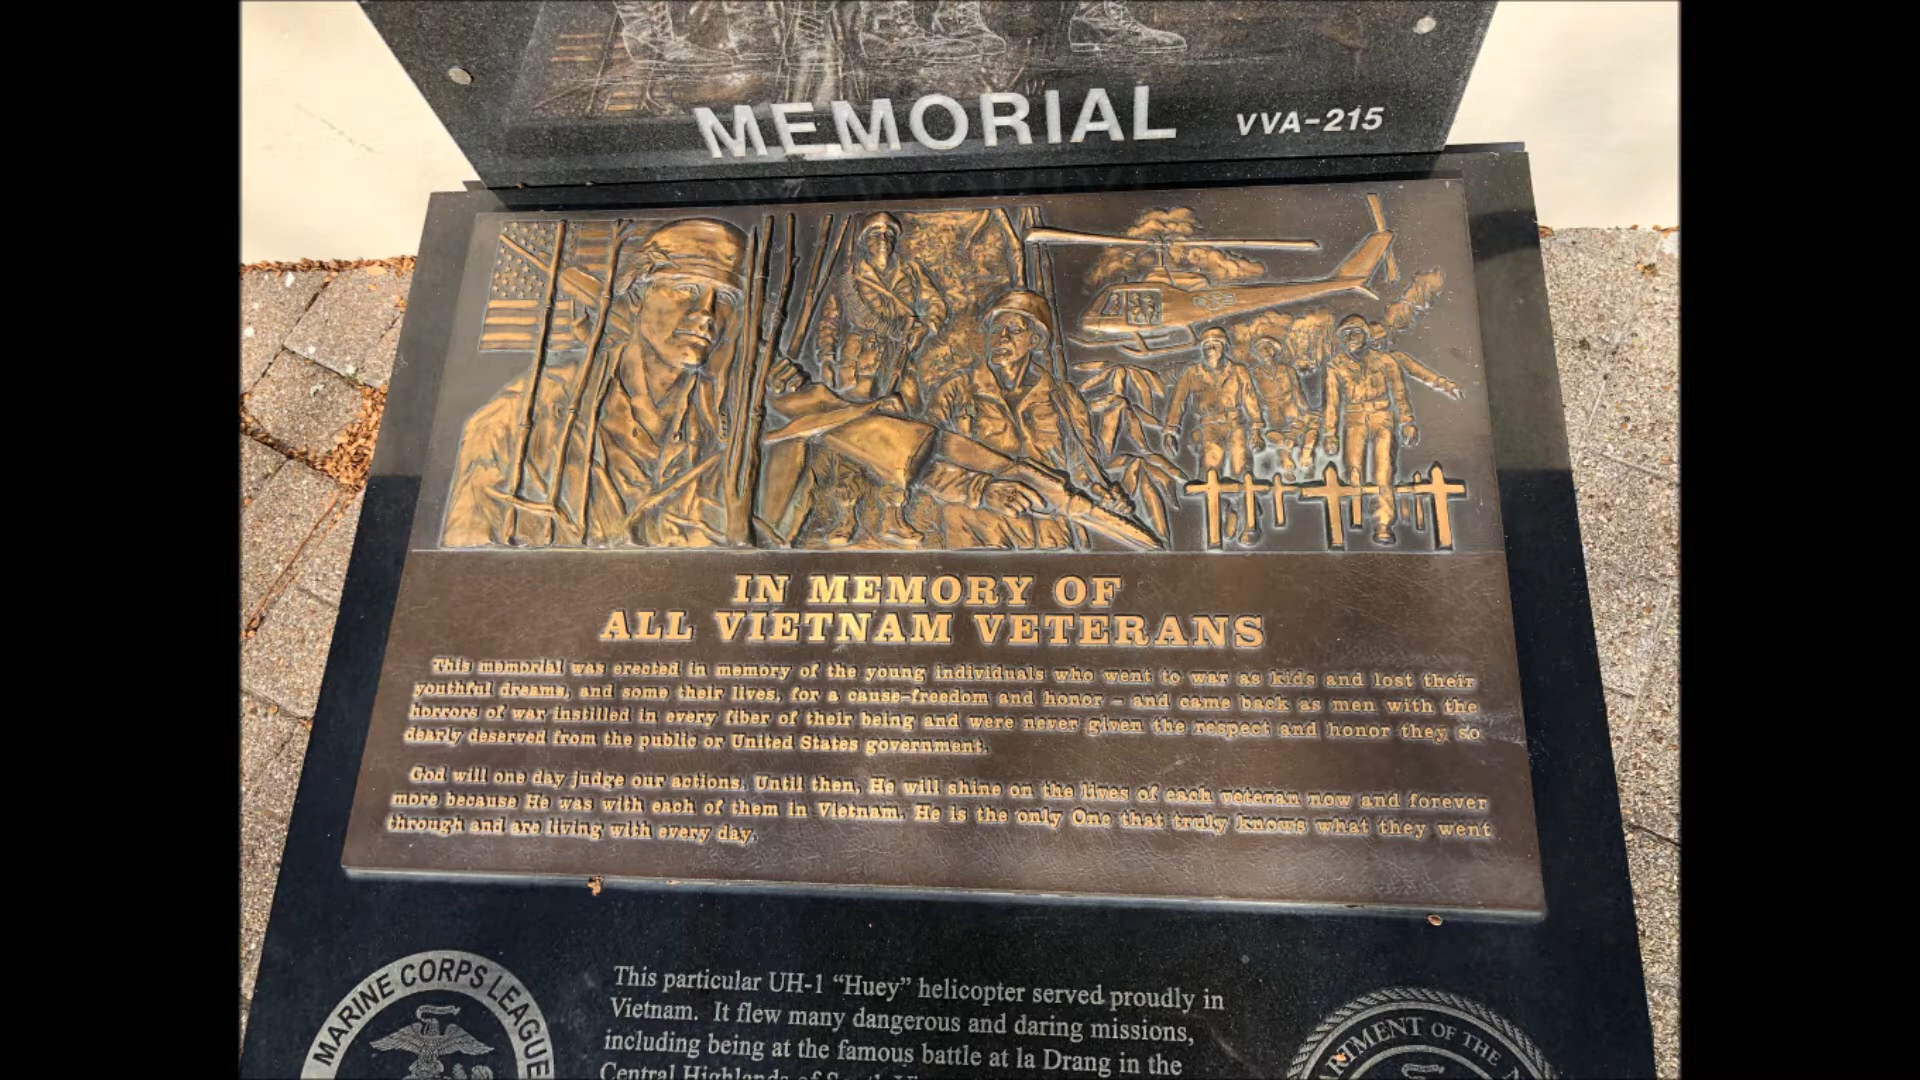 MEMORIAL VVA-215
IN MEMORY OF
ALL VIETNAM VETERANS
This memorial was erected in memory of the young individuals who went to war as kids and lost their
youthful dreams, and some their lives, for a cause-freedom and honor - and came back as men with the
horrors of war instilled in every fiber of their being and were never given the respect and honor they so
dearly deserved from the public or United States government.
God will one day judge our actions. Until then, He will shine on the lives of each veteran now and forever
more because He was with each of them in Vietnam. He is the only One that truly knows what they went
through and are living with every day.
MARINE CORPS LEAGUE
This particular UH-1 “Huey” helicopter served proudly in
Vietnam. It flew many dangerous and daring missions,
including being at the famous battle at la Drang in the
Central Highlands of South
OF THE